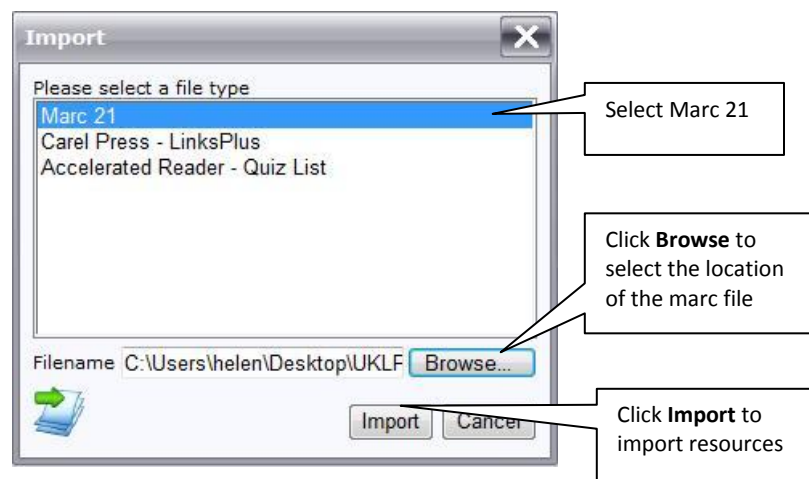 Import
Please select a file type
Marc 21
Carel Press - LinksPlus
Accelerated Reader - Quiz List
Select Marc 21
Click Browse to
select the location
of the marc file
Filename C:\Users\helen\Desktop\UKLF Browse...
Import Cancel
Click Import to
import resources